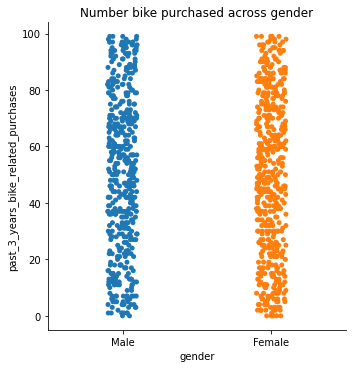 Number bike purchased across gender
past_3_years_bike_related_purchases
100
80
60
40
20
0
Male Female
gender